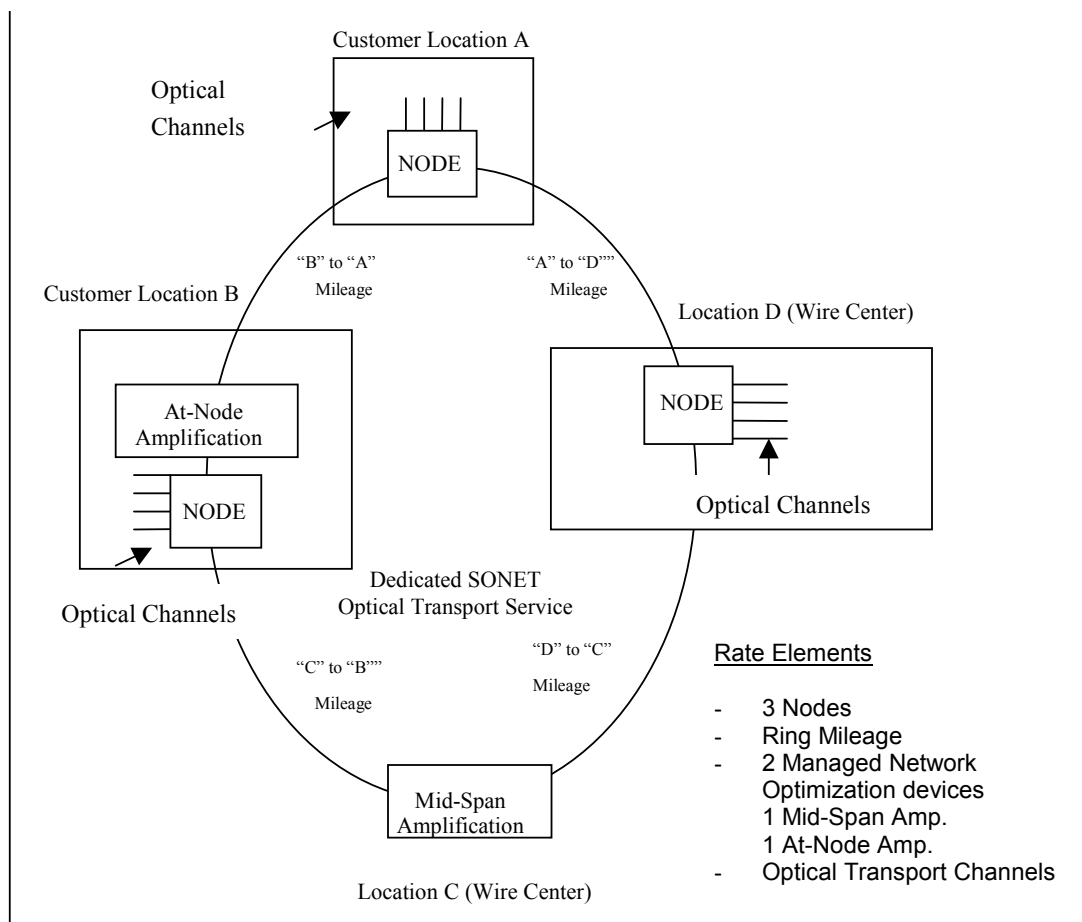 Customer Location A
Optical
Channels
NODE
“B” to “A”
Mileage
“A” to “D””
Mileage
Customer Location B
Location D (Wire Center)
At-Node
Amplification
NODE
NODE
Optical Channels
Optical Channels
Dedicated SONET
Optical Transport Service
“C” to “B””
Mileage
“D” to “C”
Mileage
Rate Elements
- 3 Nodes
- Ring Mileage
- 2 Managed Network
Optimization devices
1 Mid-Span Amp.
1 At-Node Amp.
- Optical Transport Channels
Mid-Span
Amplification
Location C (Wire Center)